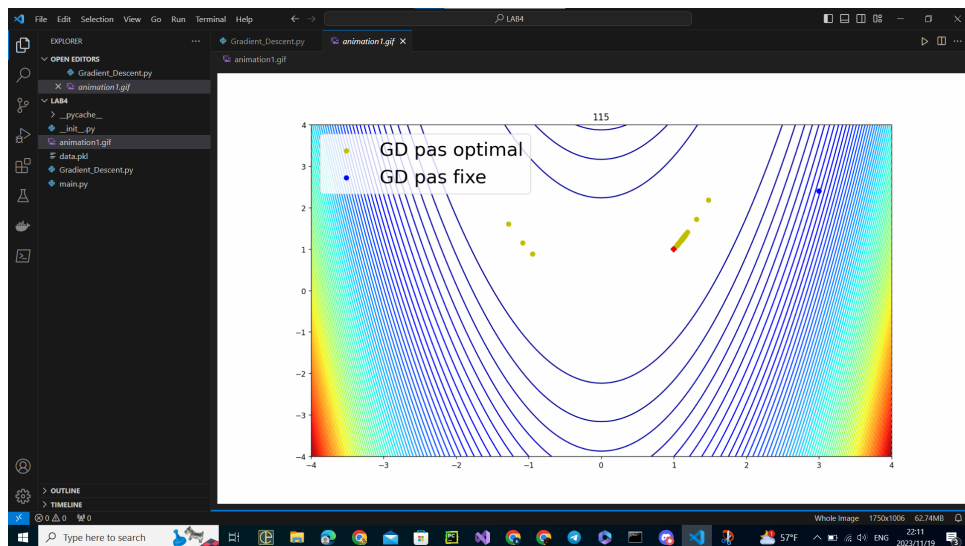 File Edit Selection View Go Run Terminal Help
LAB4
EXPLORER
Gradient_Descent.py
animation1.gif
OPEN EDITORS
animation1.gif
Gradient_Descent.py
animation1.gif
LAB4
__pycache__
__init__.py
animation1.gif
data.pkl
Gradient_Descent.py
main.py
115
GD pas optimal
GD pas fixe
4
3
2
1
0
−1
−2
−3
−4
−4 −3 −2 −1 0 1 2 3 4
OUTLINE
TIMELINE
0 0 0
Whole Image 1750x1006 62.74MB
Type here to search
57°F
ENG
22:11
2023/11/19
3